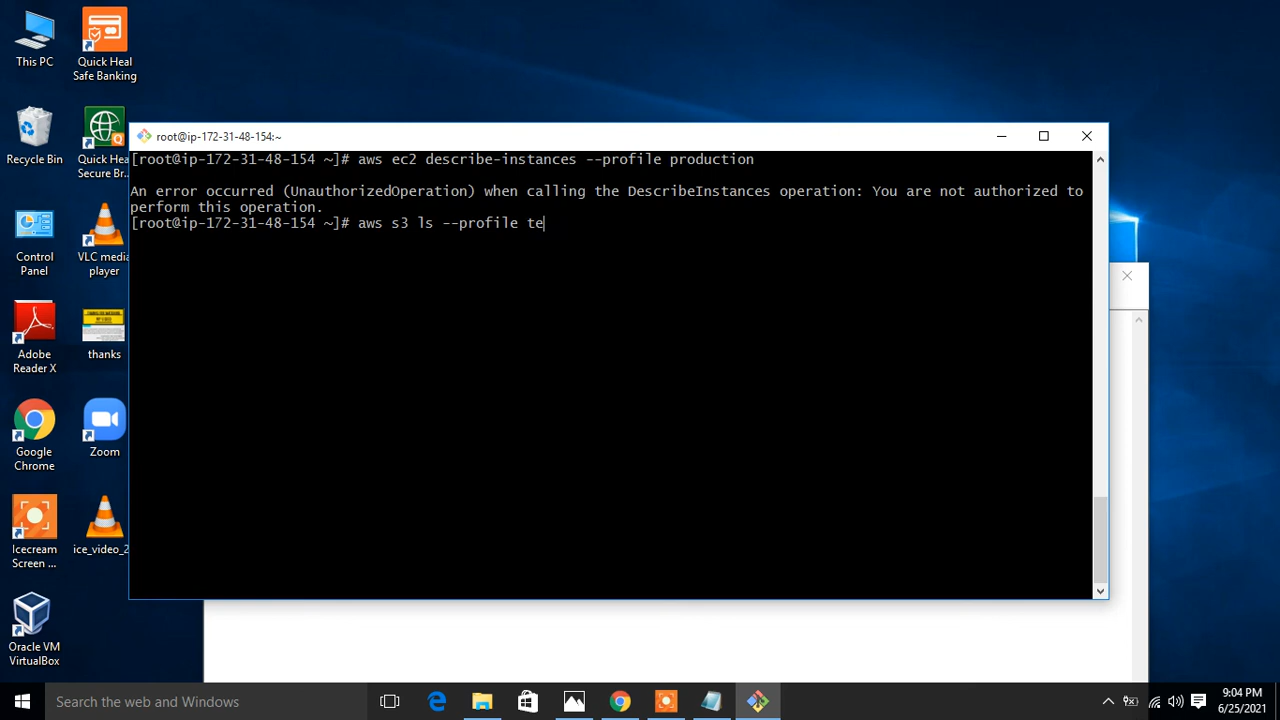 This PC
Quick Heal
Safe Banking
Recycle Bin
Quick Hea
Secure Br...
Control
Panel
VLC media
player
Adobe
Reader X
thanks
Google
Chrome
Zoom
Icecream
Screen ...
ice_video_2
Oracle VM
VirtualBox
root@ip-172-31-48-154:~
[root@ip-172-31-48-154 ~]# aws ec2 describe-instances --profile production
An error occurred (UnauthorizedOperation) when calling the DescribeInstances operation: You are not authorized to
perform this operation.
[root@ip-172-31-48-154 ~]# aws s3 ls --profile te
Search the web and Windows
9:04 PM
6/25/2021